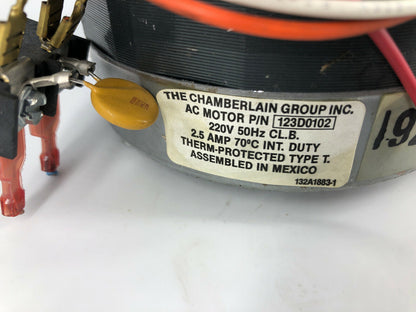 THE CHAMBERLAIN GROUP INC.
AC MOTOR P/N 123D0102
220V 50Hz CL.B.
2.5 AMP 70°C INT. DUTY
THERM-PROTECTED TYPE T.
ASSEMBLED IN MEXICO
132A1883-1